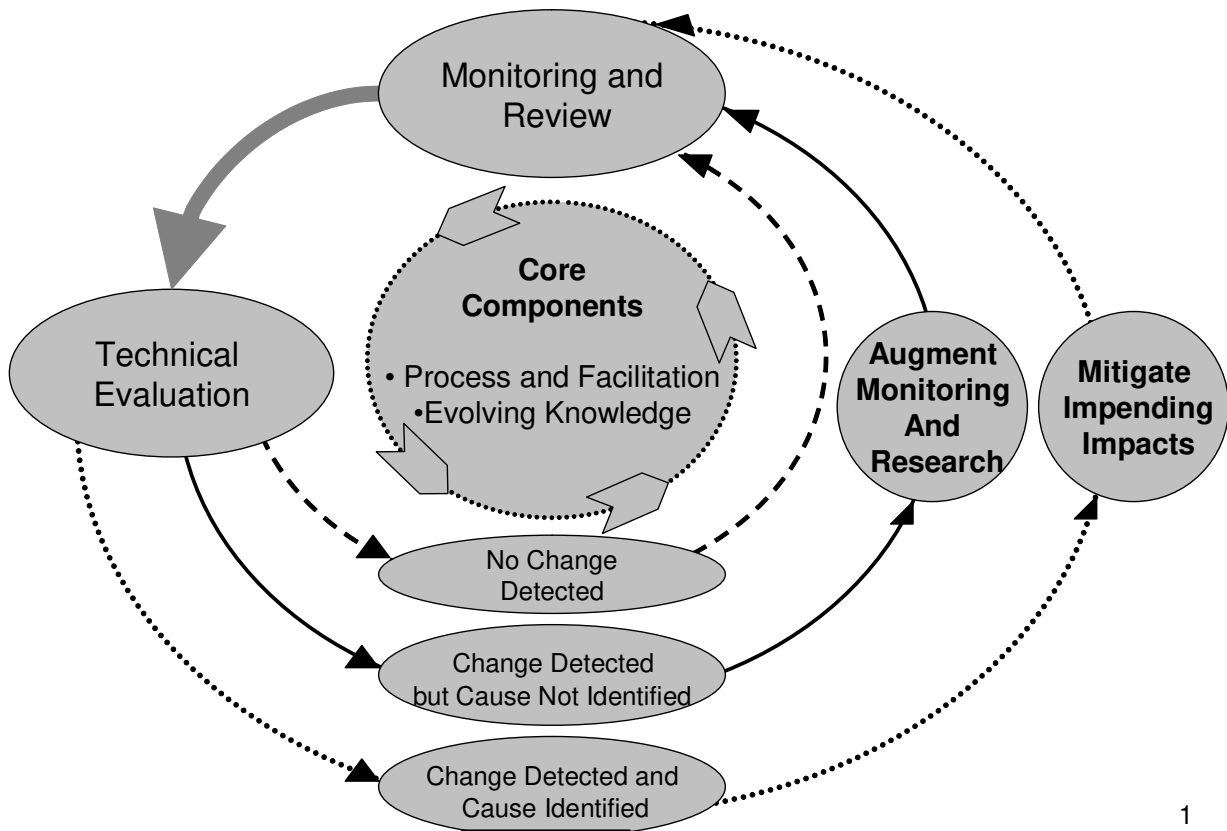 Monitoring and
Review
Core
Components
• Process and Facilitation
•Evolving Knowledge
Technical
Evaluation
Augment
Monitoring
And
Research
Mitigate
Impending
Impacts
No Change
Detected
Change Detected
but Cause Not Identified
Change Detected and
Cause Identified
1